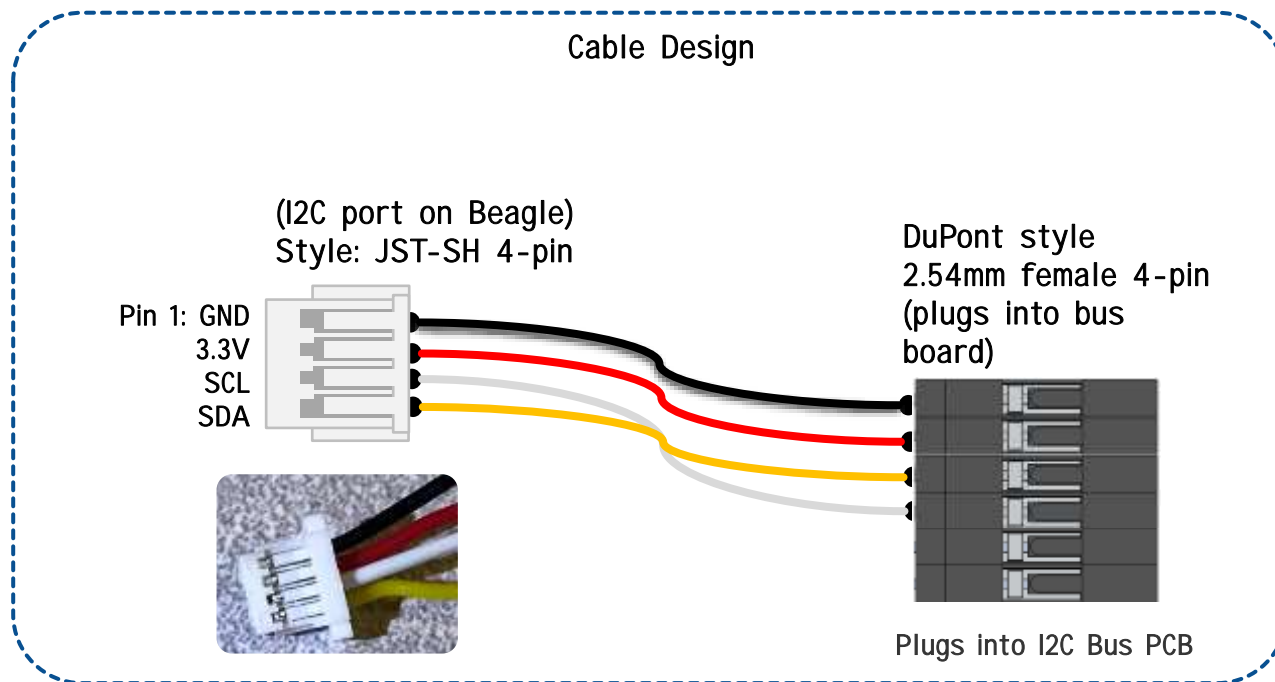 Cable Design
(I2C port on Beagle)
Style: JST-SH 4-pin
Pin 1: GND
3.3V
SCL
SDA
DuPont style
2.54mm female 4-pin
(plugs into bus
board)
Plugs into I2C Bus PCB